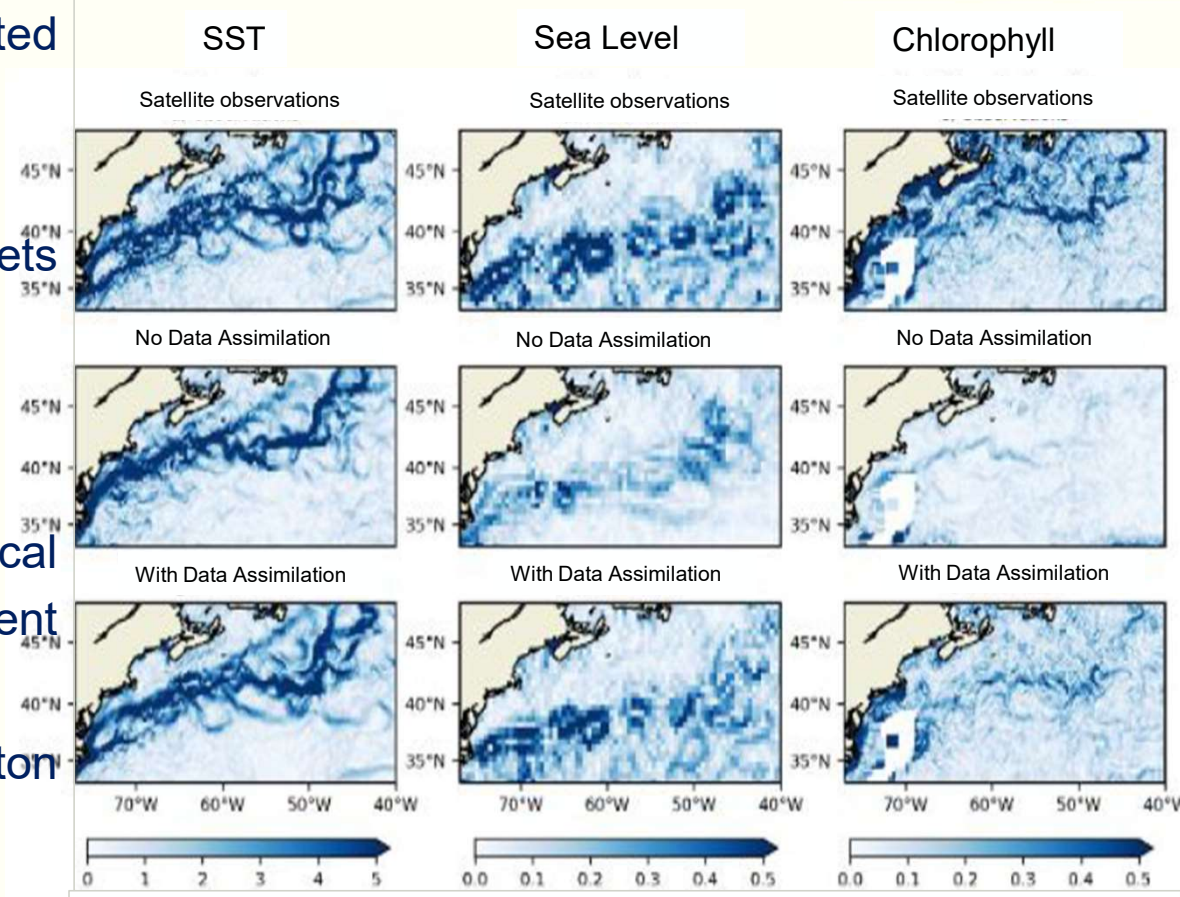 ted
ets
cal
ent
ton
SST
Sea Level
Chlorophyll
Satellite observations
Satellite observations
Satellite observations
45°N
40°N
35°N
45°N
40°N
35°N
45°N
40°N
35°N
No Data Assimilation
No Data Assimilation
No Data Assimilation
45°N
40°N
35°N
45°N
40°N
35°N
45°N
40°N
35°N
With Data Assimilation
With Data Assimilation
With Data Assimilation
45°N
40°N
45°N
40°N
35°N
45°N
40°N
35°N
70°W 60°W 50°W 40°W
70°W 60°W 50°W 40°W
70°W 60°W 50°W 40°W
0 1 2 3 4 5
0.0 0.1 0.2 0.3 0.4 0.5
0.0 0.1 0.2 0.3 0.4 0.5